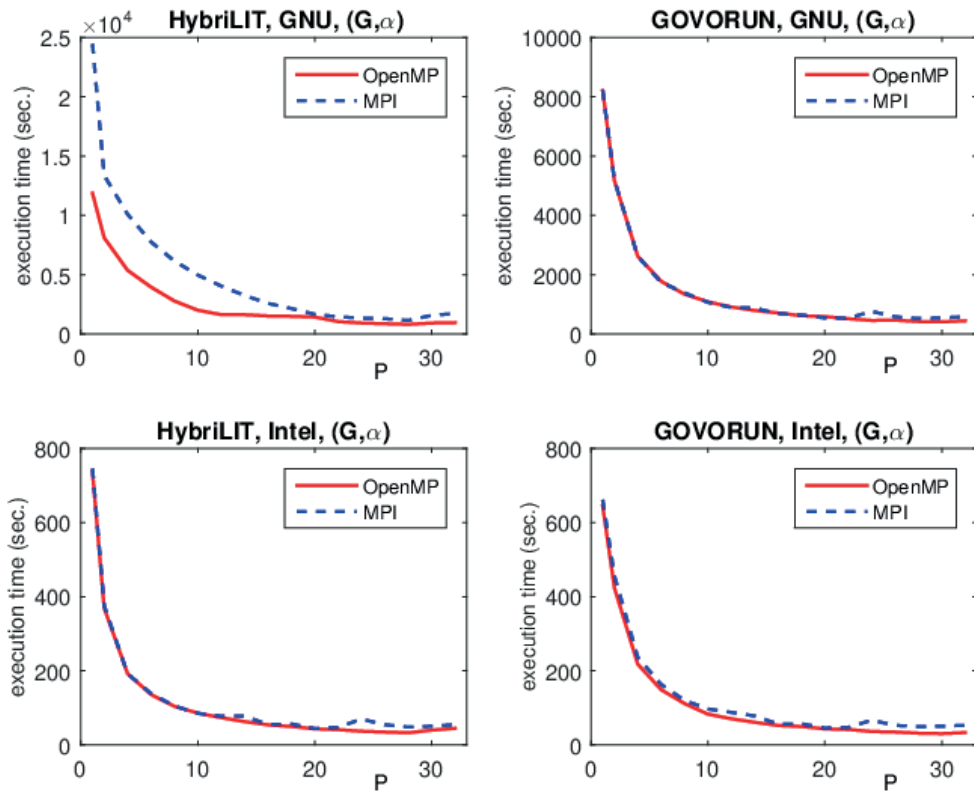 HybriLIT, GNU, (G,α)
×10⁴
2.5
2
1.5
1
0.5
0
0
10
20
30
P
execution time (sec.)
OpenMP
MPI
GOVORUN, GNU, (G,α)
10000
8000
6000
4000
2000
0
0
10
20
30
P
execution time (sec.)
OpenMP
MPI
HybriLIT, Intel, (G,α)
800
600
400
200
0
0
10
20
30
P
execution time (sec.)
OpenMP
MPI
GOVORUN, Intel, (G,α)
800
600
400
200
0
0
10
20
30
P
execution time (sec.)
OpenMP
MPI